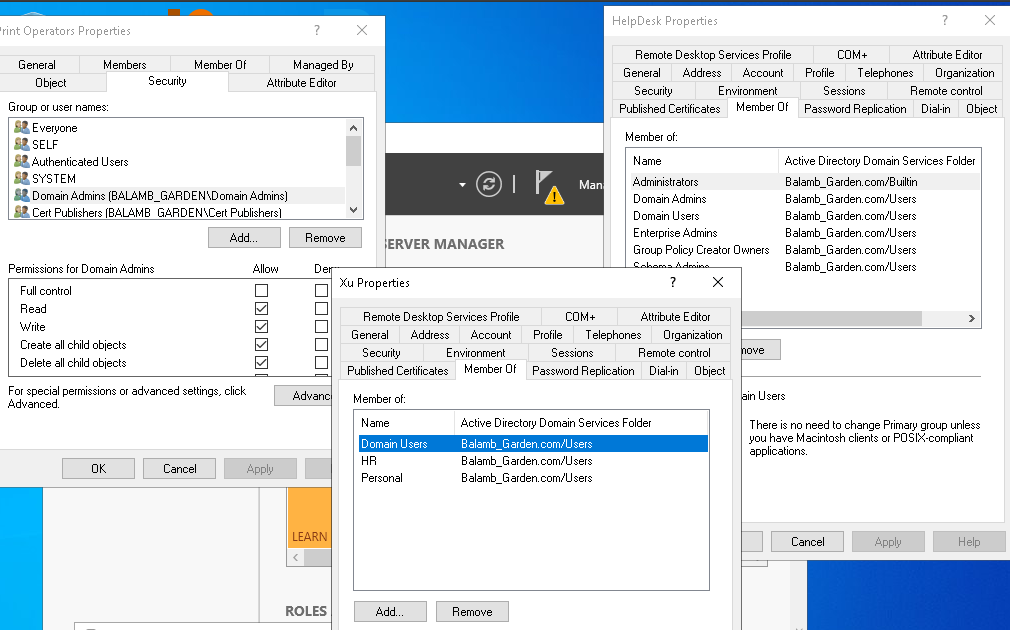 Print Operators Properties
?
General
Members
Member Of
Managed By
Object
Security
Attribute Editor
Group or user names:
Everyone
SELF
Authenticated Users
SYSTEM
Domain Admins (BALAMB_GARDEN\Domain Admins)
Cert Publishers (BALAMB_GARDEN\Cert Publishers)
Add...
Remove
Permissions for Domain Admins
Allow
Full control
Read
Write
Create all child objects
Delete all child objects
For special permissions or advanced settings, click
Advanced.
OK
Cancel
Apply
SERVER MANAGER
LEARN
ROLES
HelpDesk Properties
?
Remote Desktop Services Profile
COM+
Attribute Editor
General
Address
Account
Profile
Telephones
Organization
Security
Environment
Sessions
Remote control
Published Certificates
Member Of
Password Replication
Dial-in
Object
Member of:
Name
Active Directory Domain Services Folder
Administrators
Balamb_Garden.com/Builtin
Domain Admins
Balamb_Garden.com/Users
Domain Users
Balamb_Garden.com/Users
Enterprise Admins
Balamb_Garden.com/Users
Group Policy Creator Owners
Balamb_Garden.com/Users
Schema Admins
Balamb_Garden.com/Users
Users
There is no need to change Primary group unless
you have Macintosh clients or POSIX-compliant
applications.
Cancel
Apply
Help
Xu Properties
?
Remote Desktop Services Profile
COM+
Attribute Editor
General
Address
Account
Profile
Telephones
Organization
Security
Environment
Sessions
Remote control
Published Certificates
Member Of
Password Replication
Dial-in
Object
Member of:
Name
Active Directory Domain Services Folder
Domain Users
Balamb_Garden.com/Users
HR
Balamb_Garden.com/Users
Personal
Balamb_Garden.com/Users
Add...
Remove